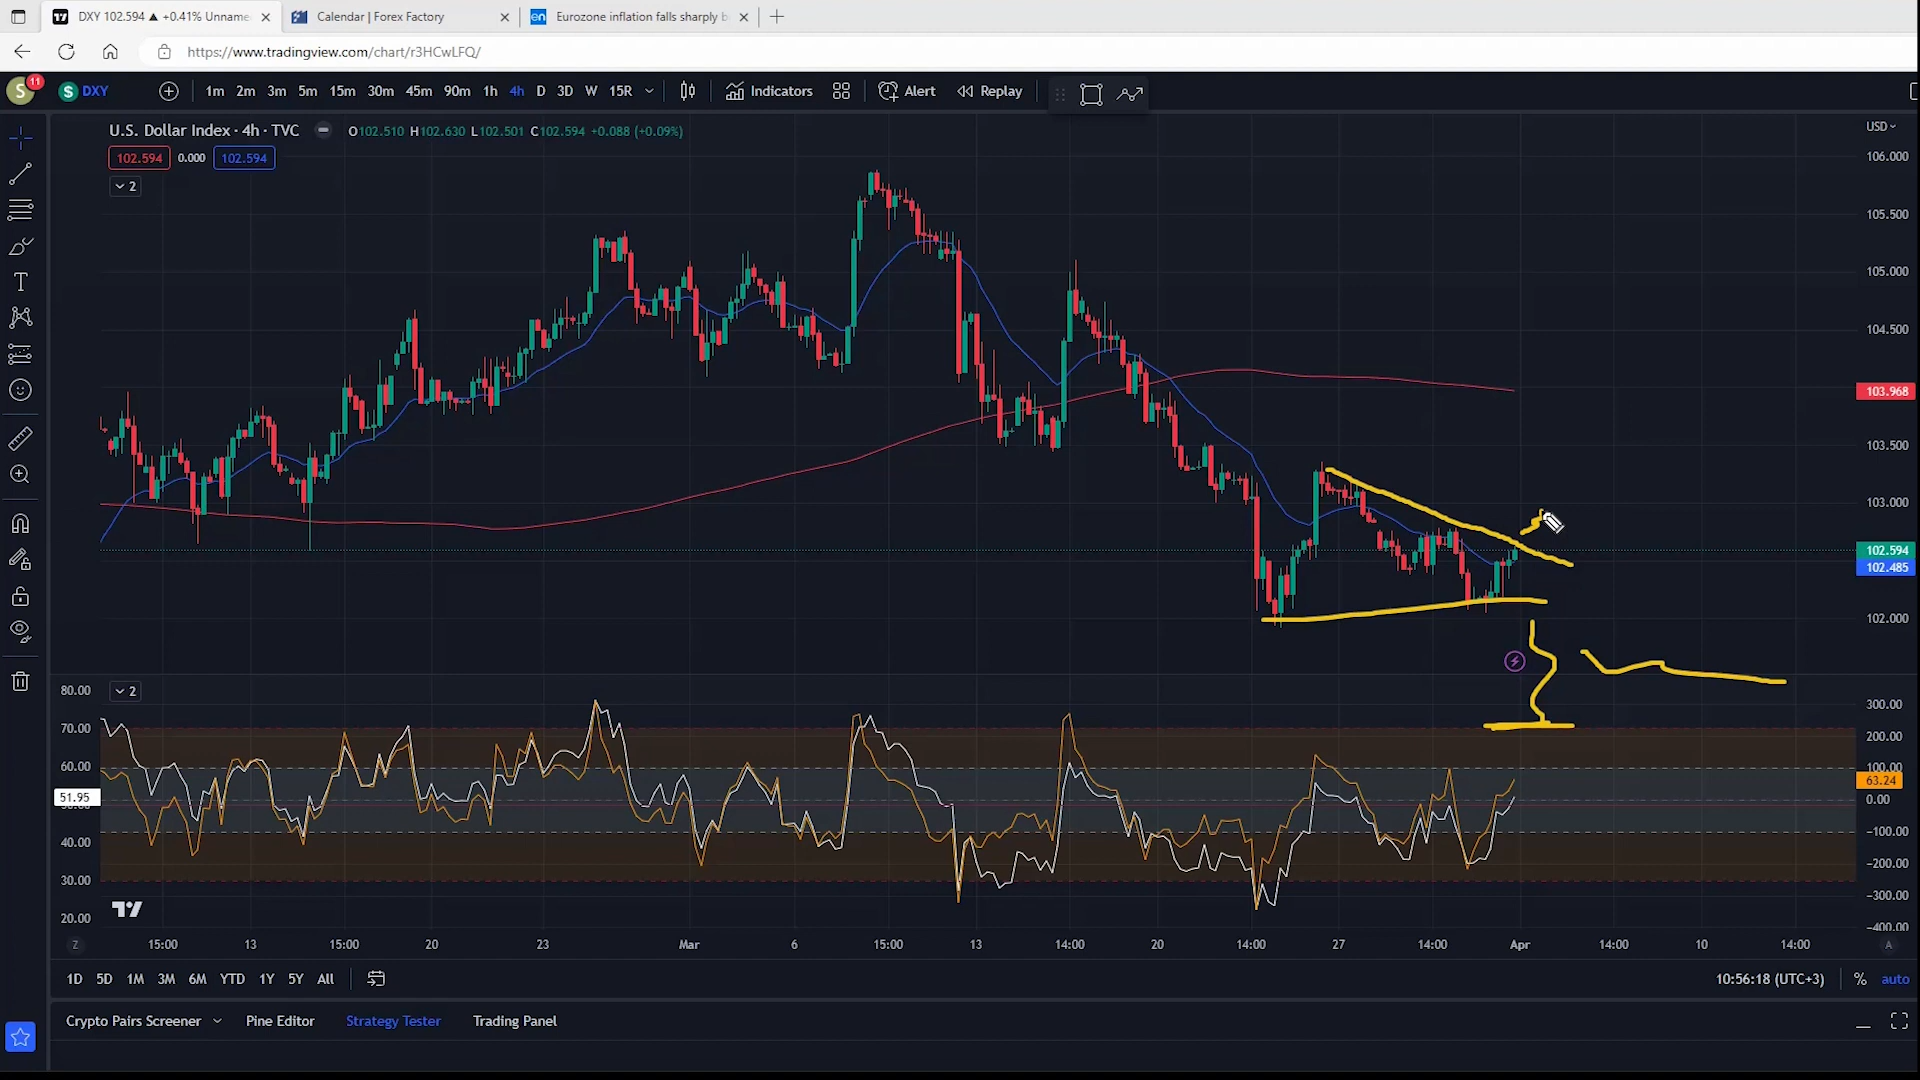 DXY 102.594 ▲ +0.41% Unname
Calendar | Forex Factory
en Eurozone inflation falls sharply b
https://www.tradingview.com/chart/r3HCwLFQ/
S 11 $ DXY 1m 2m 3m 5m 15m 30m 45m 90m 1h 4h D 3D W 15R Indicators Alert Replay
U.S. Dollar Index · 4h · TVC O102.510 H102.630 L102.501 C102.594 +0.088 (+0.09%)
USD
102.594 0.000 102.594
2
106.000
105.500
105.000
104.500
103.968
103.500
103.000
102.594
102.485
102.000
2
80.00
70.00
60.00
51.95
40.00
30.00
20.00
300.00
200.00
100.00
63.24
0.00
-100.00
-200.00
-300.00
-400.00
Z 15:00 13 15:00 20 23 Mar 6 15:00 13 14:00 20 14:00 27 14:00 Apr 14:00 10 14:00 A
1D 5D 1M 3M 6M YTD 1Y 5Y All 10:56:18 (UTC+3) % auto
Crypto Pairs Screener Pine Editor Strategy Tester Trading Panel